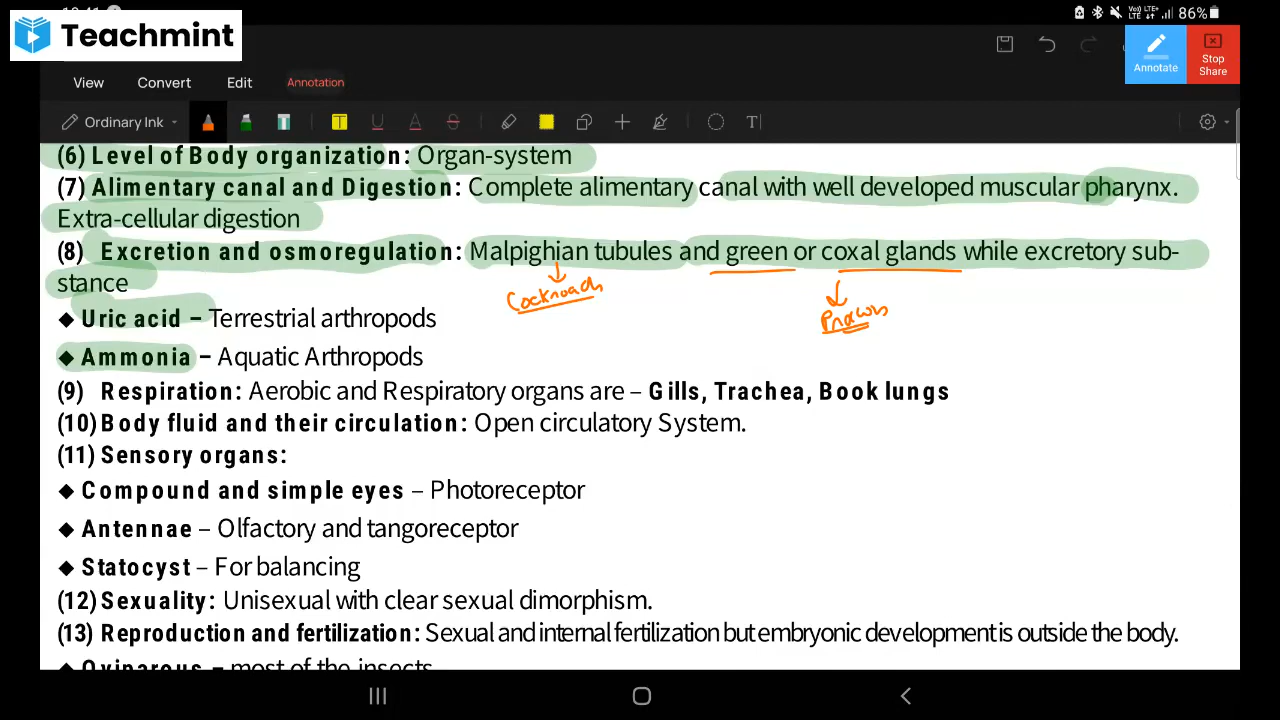 Teachmint
86%
Annotate
Stop
Share
View Convert Edit Annotation
Ordinary Ink
(6) Level of Body organization: Organ-system
(7) Alimentary canal and Digestion: Complete alimentary canal with well developed muscular pharynx.
Extra-cellular digestion
(8) Excretion and osmoregulation: Malpighian tubules and green or coxal glands while excretory sub-
stance
Cockroach
Prawn
◆ Uric acid – Terrestrial arthropods
◆ Ammonia – Aquatic Arthropods
(9) Respiration: Aerobic and Respiratory organs are – Gills, Trachea, Book lungs
(10) Body fluid and their circulation: Open circulatory System.
(11) Sensory organs:
◆ Compound and simple eyes – Photoreceptor
◆ Antennae – Olfactory and tangoreceptor
◆ Statocyst – For balancing
(12) Sexuality: Unisexual with clear sexual dimorphism.
(13) Reproduction and fertilization: Sexual and internal fertilization but embryonic development is outside the body.
◆ Oviparous – most of the insects